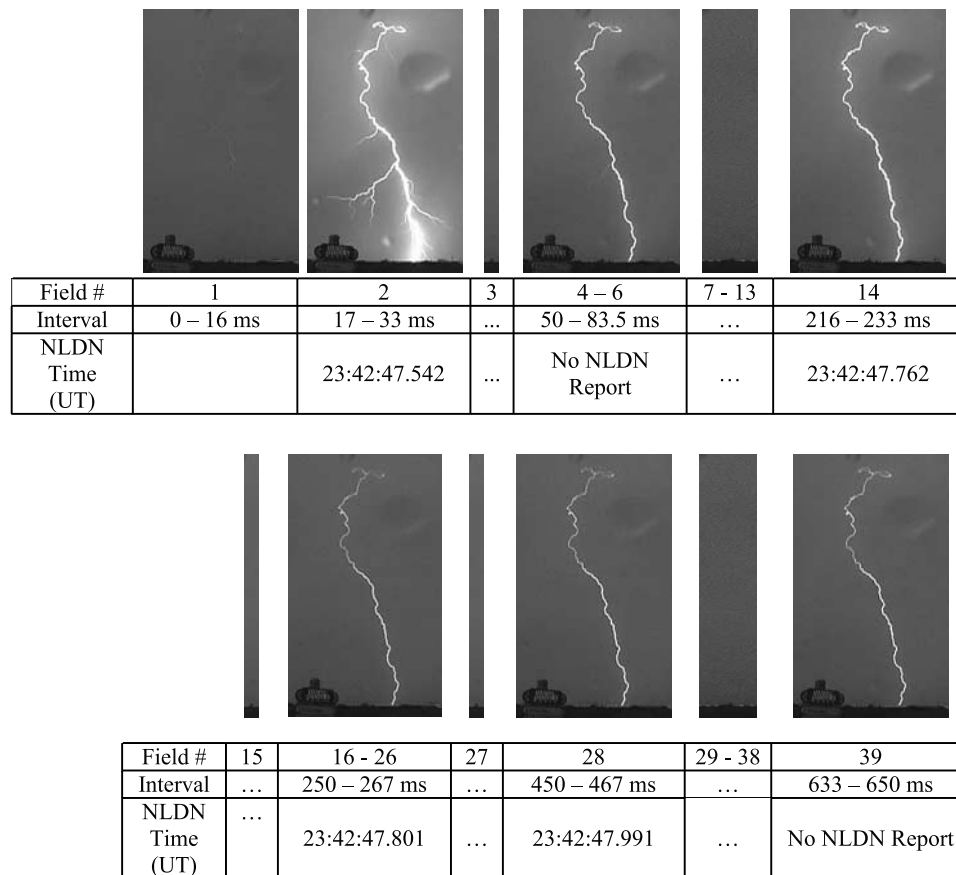 Field # 1 2 3 4 – 6 7 - 13 14
Interval 0 – 16 ms 17 – 33 ms ... 50 – 83.5 ms … 216 – 233 ms
NLDN
Time
(UT) 23:42:47.542 ... No NLDN
Report … 23:42:47.762
Field # 15 16 - 26 27 28 29 - 38 39
Interval … 250 – 267 ms … 450 – 467 ms … 633 – 650 ms
NLDN
Time
(UT) … 23:42:47.801 … 23:42:47.991 … No NLDN Report